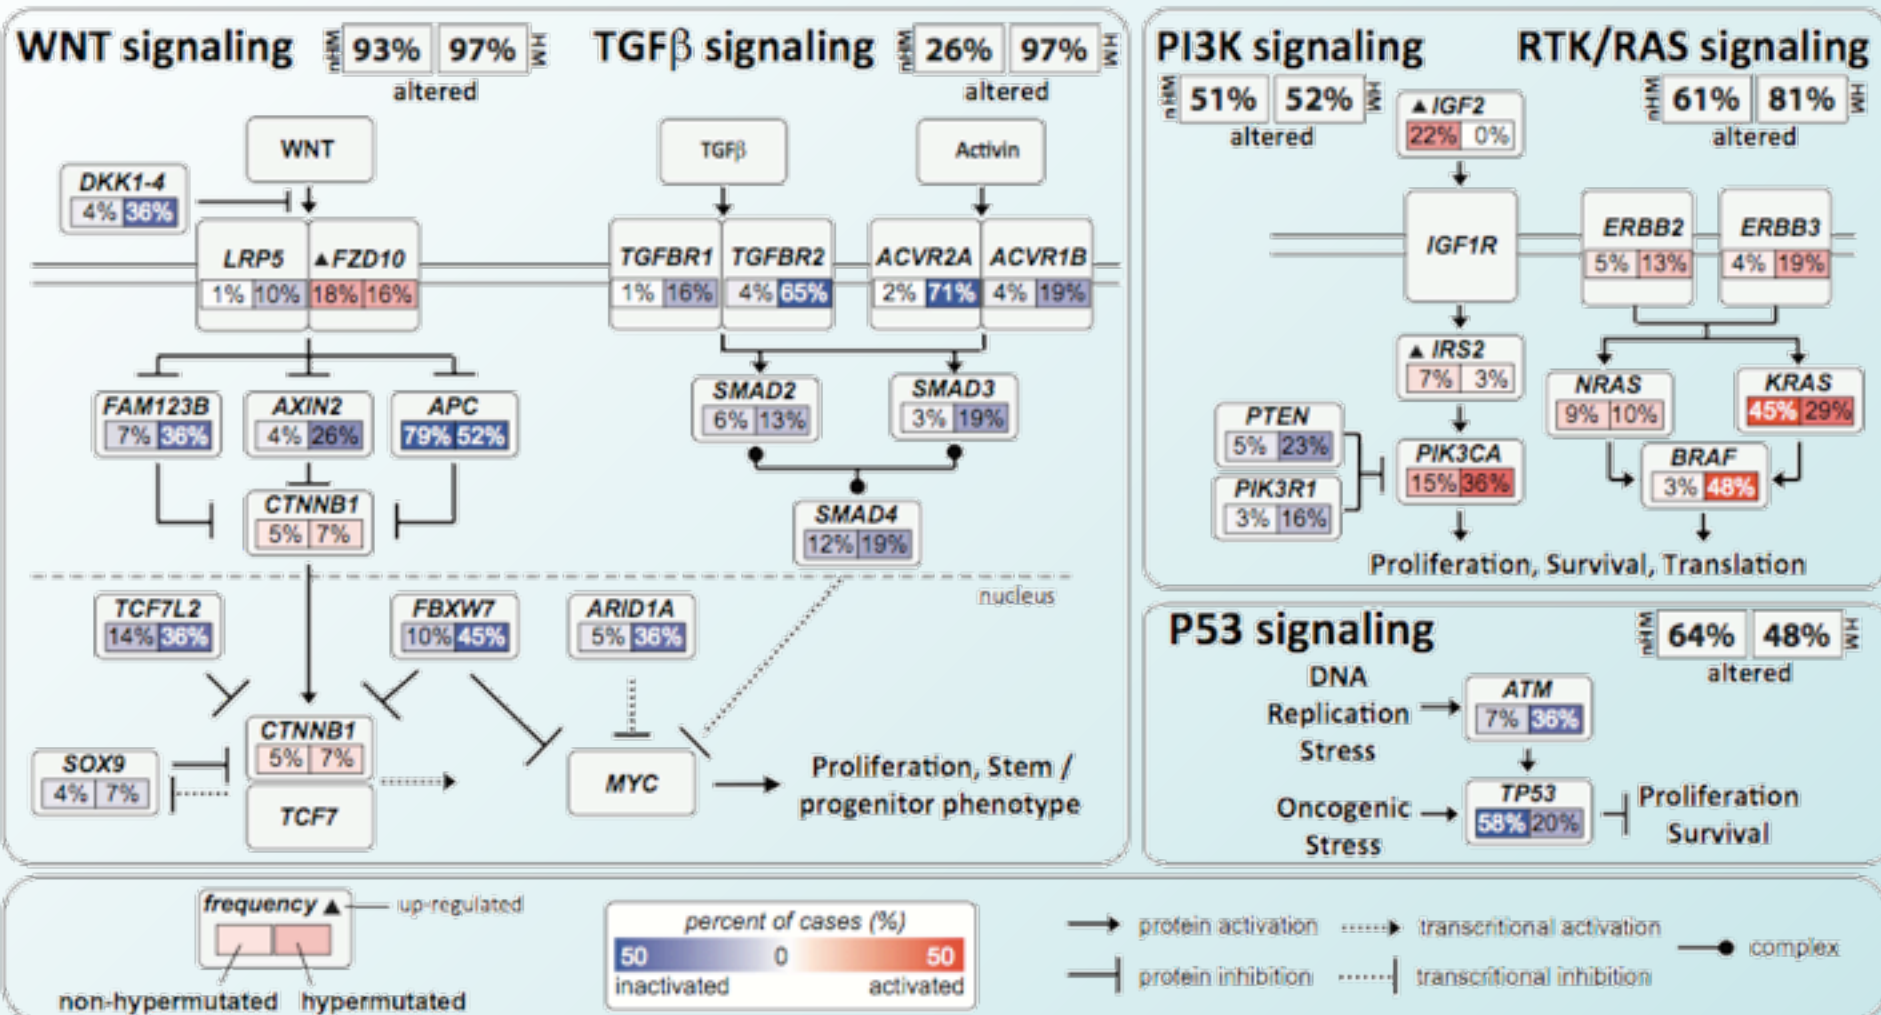 WNT signaling
nHM 93% 97% HM
altered
TGFβ signaling
nHM 26% 97% HM
altered
WNT
DKK1-4
4% 36%
LRP5
1% 10%
▲FZD10
18% 16%
FAM123B
7% 36%
AXIN2
4% 26%
APC
79% 52%
CTNNB1
5% 7%
TGFβ
Activin
TGFBR1
1% 16%
TGFBR2
4% 65%
ACVR2A
2% 71%
ACVR1B
4% 19%
SMAD2
6% 13%
SMAD3
3% 19%
SMAD4
12% 19%
nucleus
TCF7L2
14% 36%
FBXW7
10% 45%
ARID1A
5% 36%
SOX9
4% 7%
CTNNB1
5% 7%
TCF7
MYC
Proliferation, Stem /
progenitor phenotype
PI3K signaling
51% 52% HM
altered
RTK/RAS signaling
61% 81% HM
altered
▲IGF2
22% 0%
IGF1R
▲IRS2
7% 3%
PTEN
5% 23%
PIK3R1
3% 16%
PIK3CA
15% 36%
ERBB2
5% 13%
ERBB3
4% 19%
NRAS
9% 10%
KRAS
45% 29%
BRAF
3% 48%
Proliferation, Survival, Translation
P53 signaling
64% 48% HM
altered
DNA
Replication
Stress
ATM
7% 36%
Oncogenic
Stress
TP53
58% 20%
Proliferation
Survival
frequency ▲
up-regulated
non-hypermutated hypermutated
percent of cases (%)
50 0 50
inactivated activated
protein activation
transcritional activation
protein inhibition
transcritional inhibition
complex